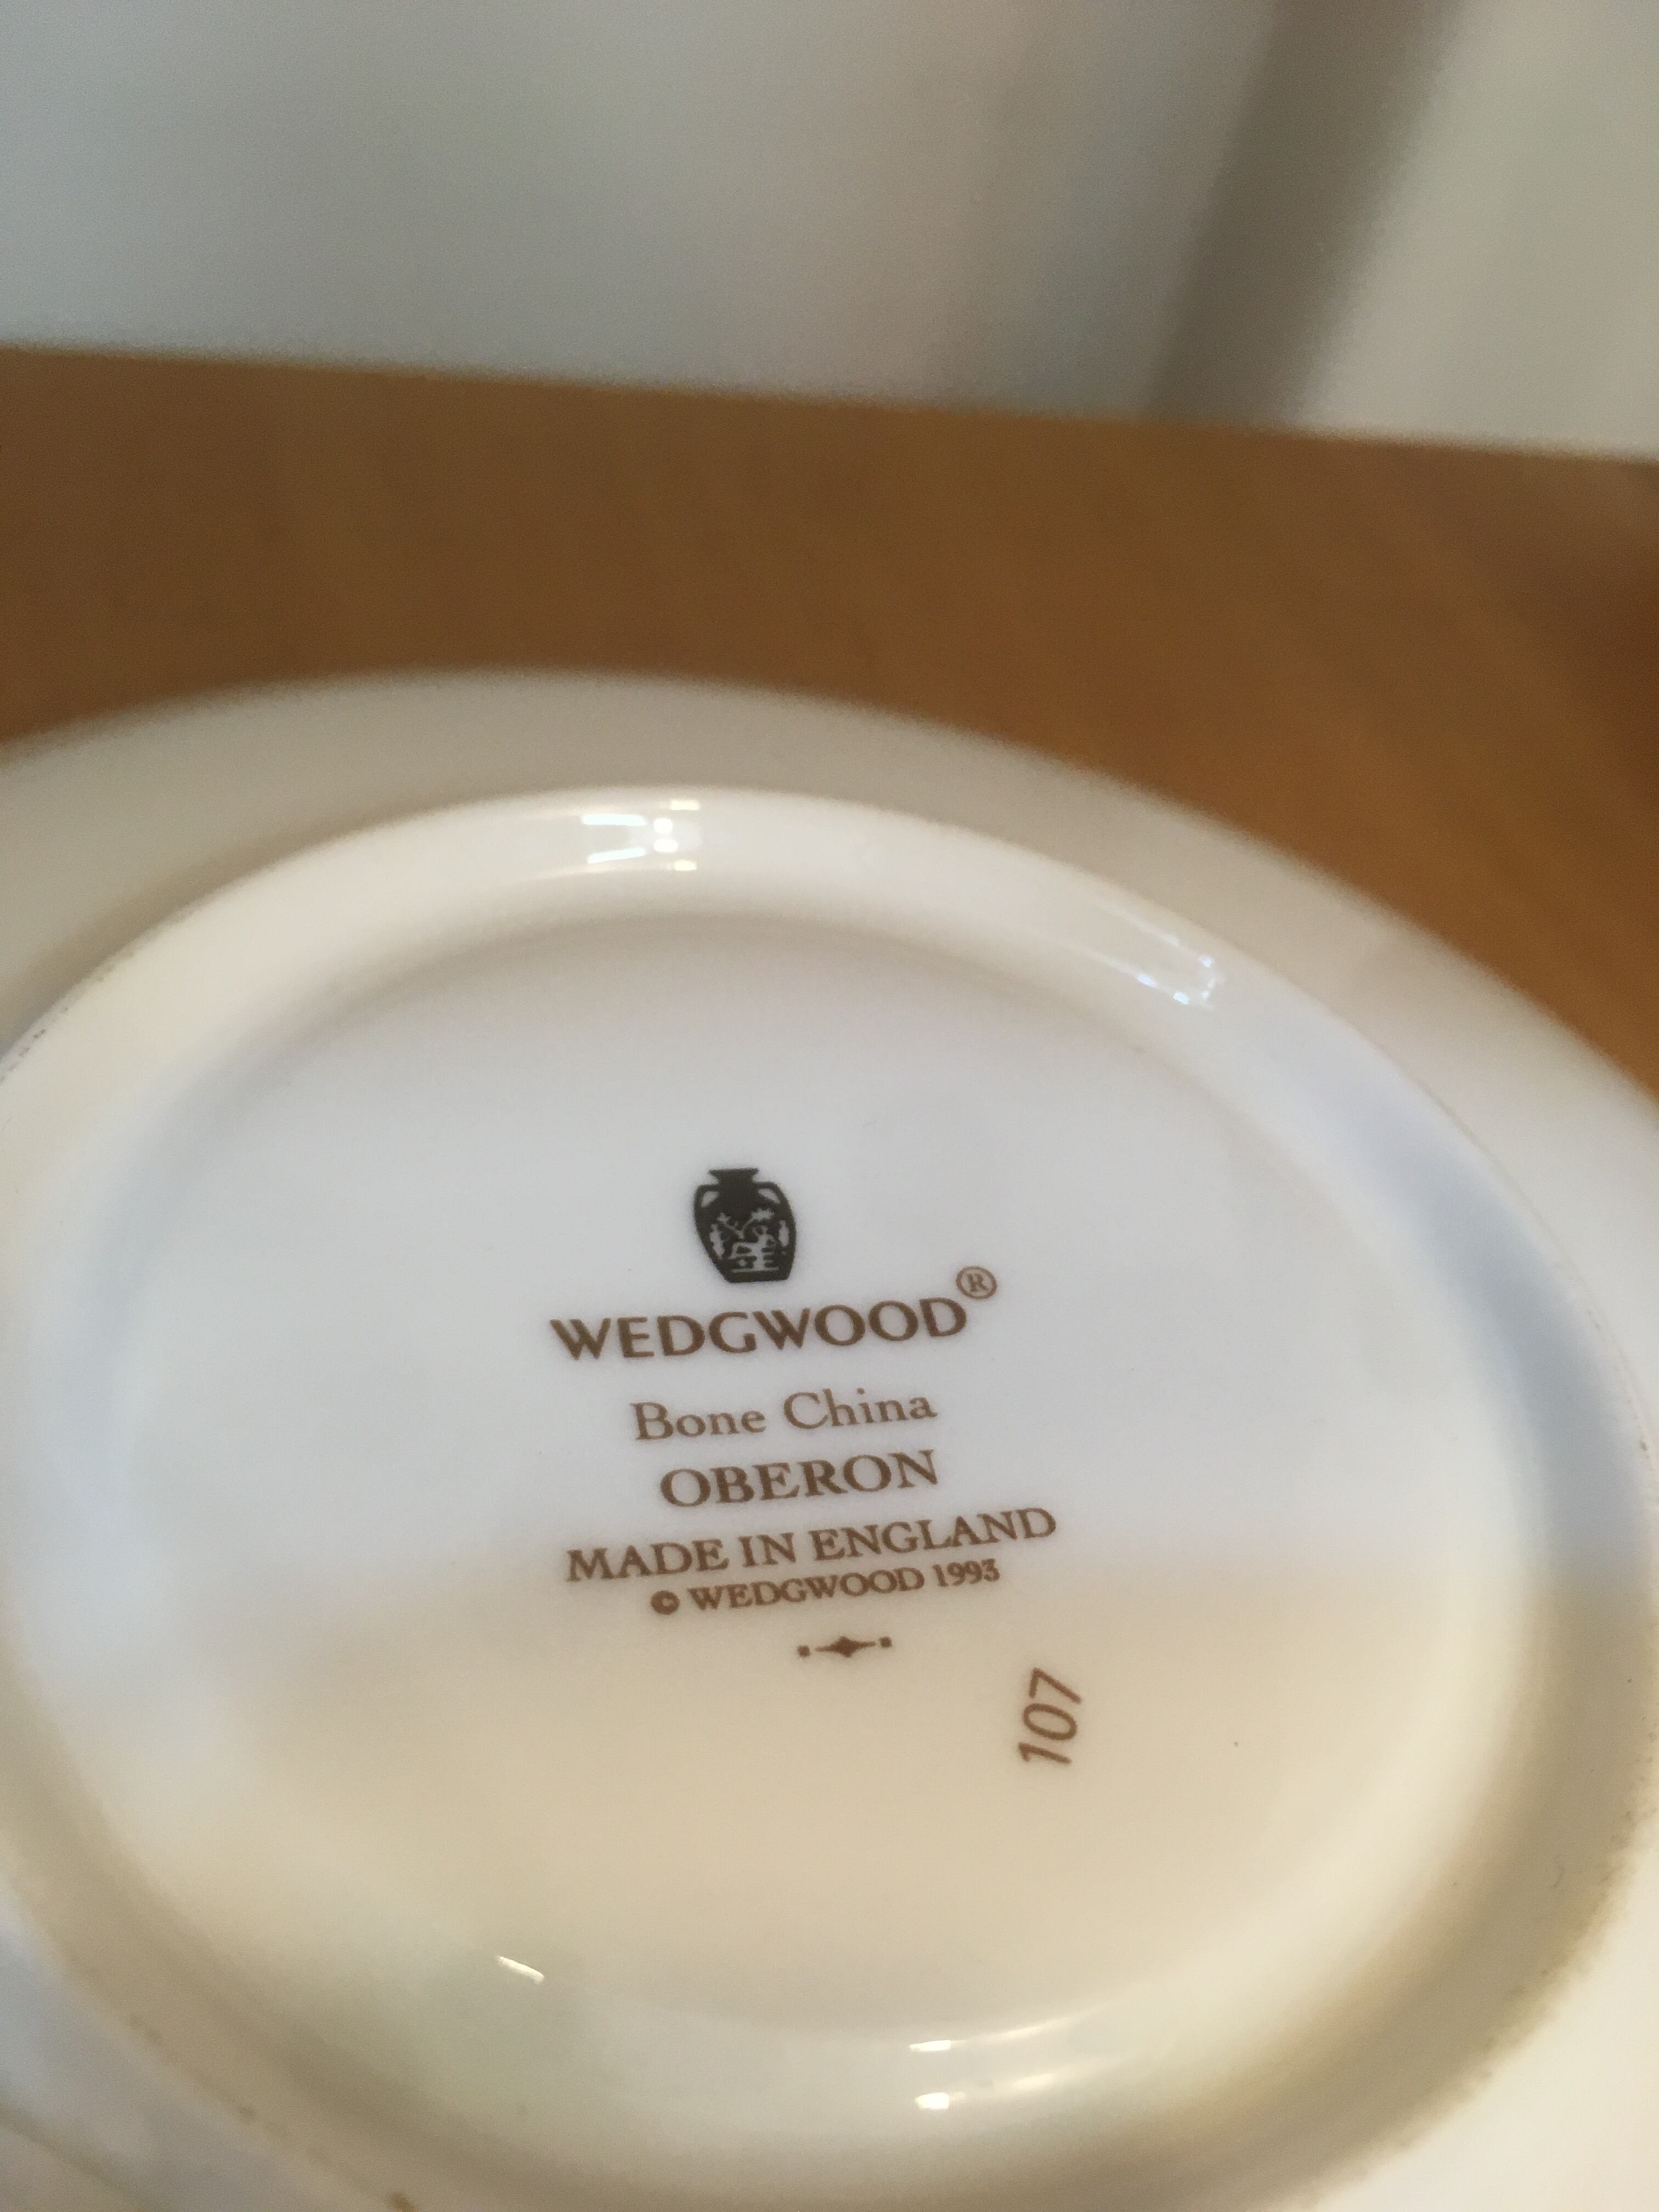 WEDGWOOD®
Bone China
OBERON
MADE IN ENGLAND
© WEDGWOOD 1993
107